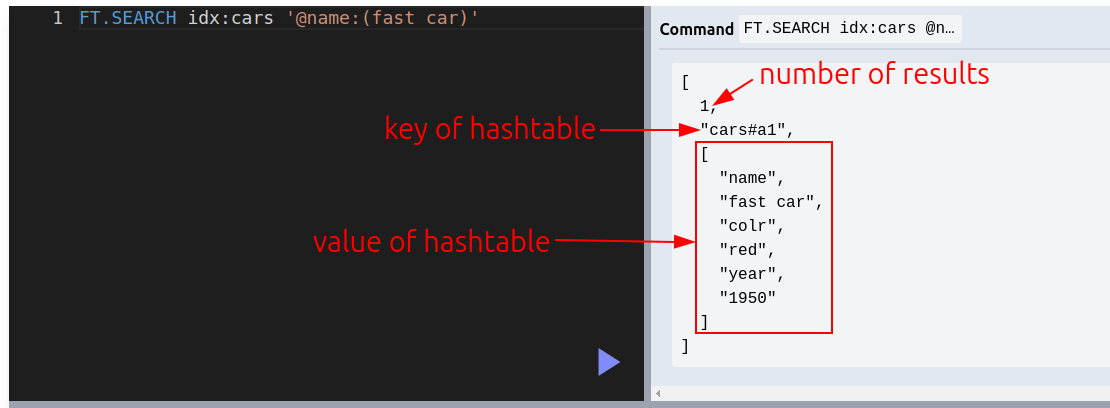 1 FT.SEARCH idx:cars '@name:(fast car)'
Command FT.SEARCH idx:cars @n…
number of results
[
1,
key of hashtable
"cars#a1",
[
"name",
"fast car",
"colr",
value of hashtable
"red",
"year",
"1950"
]
]